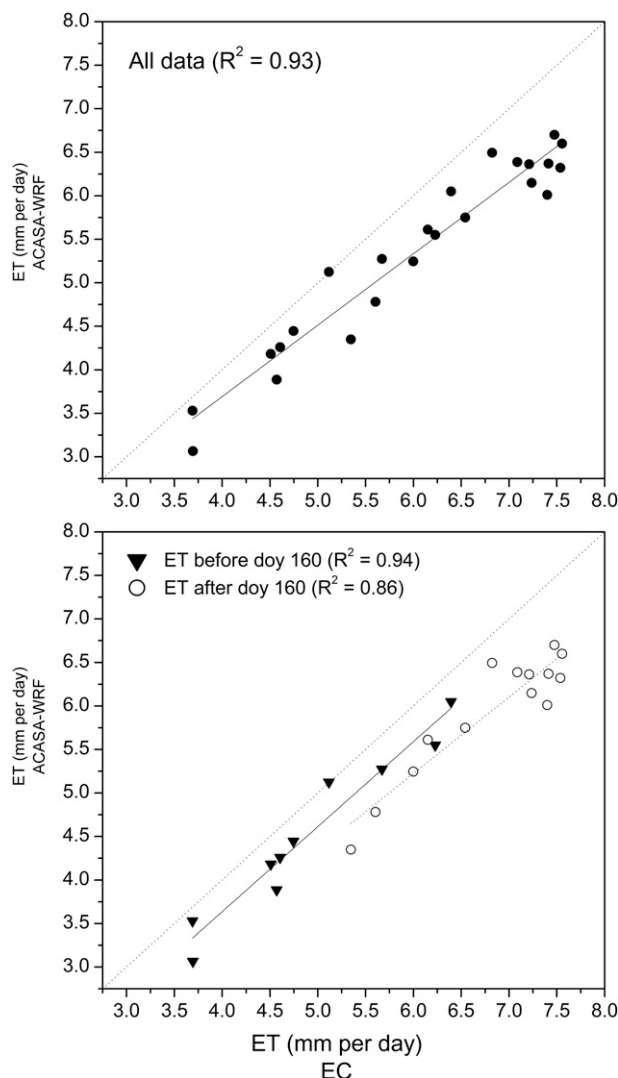 8.0
All data (R² = 0.93)
7.5
7.0
6.5
6.0
5.5
5.0
4.5
4.0
3.5
3.0
ET (mm per day)
ACASA-WRF
3.0 3.5 4.0 4.5 5.0 5.5 6.0 6.5 7.0 7.5 8.0
8.0
ET before doy 160 (R² = 0.94)
7.5
ET after doy 160 (R² = 0.86)
7.0
6.5
6.0
5.5
5.0
4.5
4.0
3.5
3.0
ET (mm per day)
ACASA-WRF
3.0 3.5 4.0 4.5 5.0 5.5 6.0 6.5 7.0 7.5 8.0
ET (mm per day)
EC